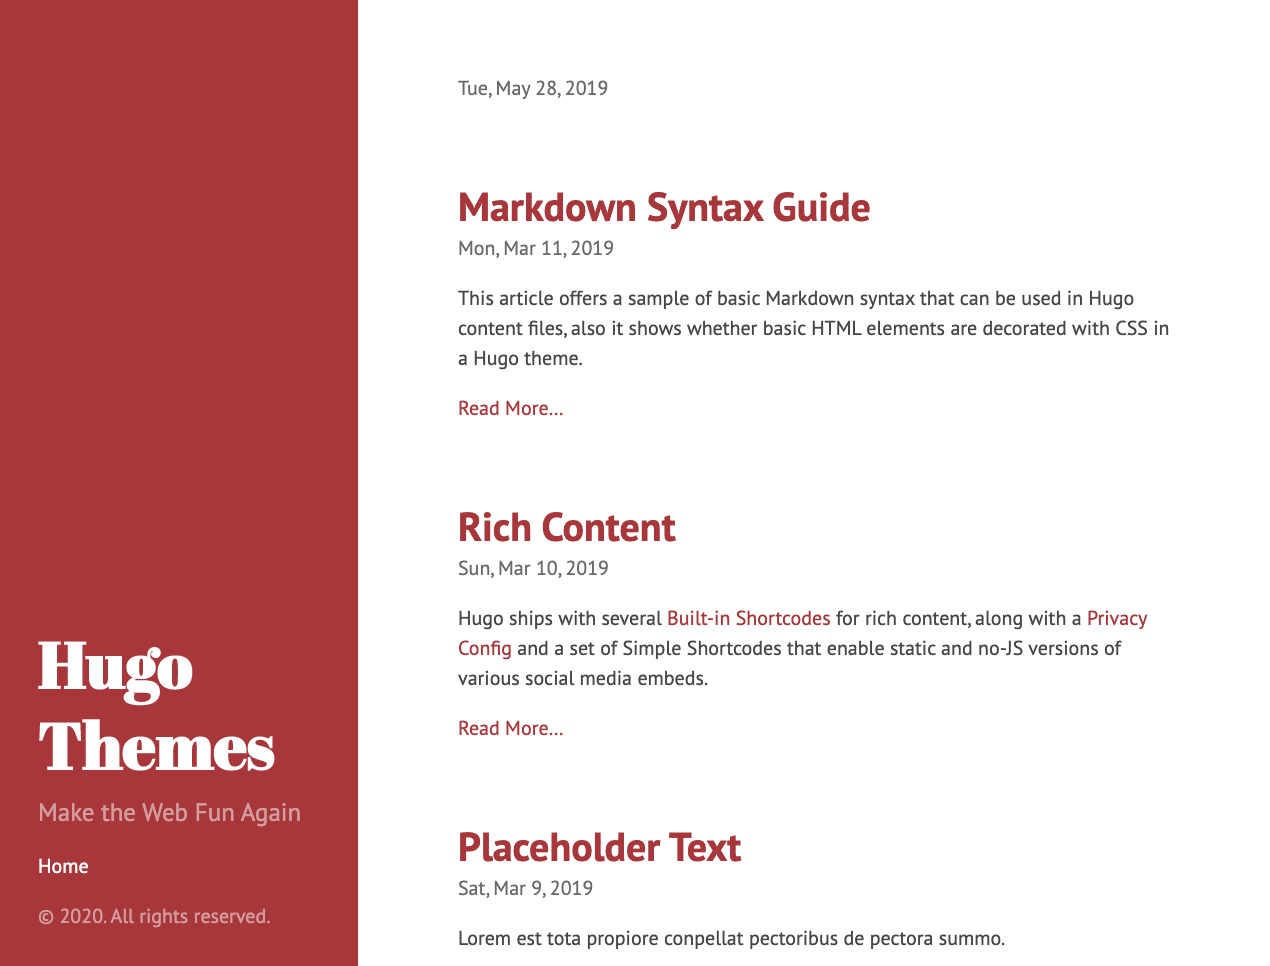 Hugo
Themes
Make the Web Fun Again
Home
© 2020. All rights reserved.
Tue, May 28, 2019
Markdown Syntax Guide
Mon, Mar 11, 2019
This article offers a sample of basic Markdown syntax that can be used in Hugo
content files, also it shows whether basic HTML elements are decorated with CSS in
a Hugo theme.
Read More…
Rich Content
Sun, Mar 10, 2019
Hugo ships with several Built-in Shortcodes for rich content, along with a Privacy
Config and a set of Simple Shortcodes that enable static and no-JS versions of
various social media embeds.
Read More…
Placeholder Text
Sat, Mar 9, 2019
Lorem est tota propiore conpellat pectoribus de pectora summo.